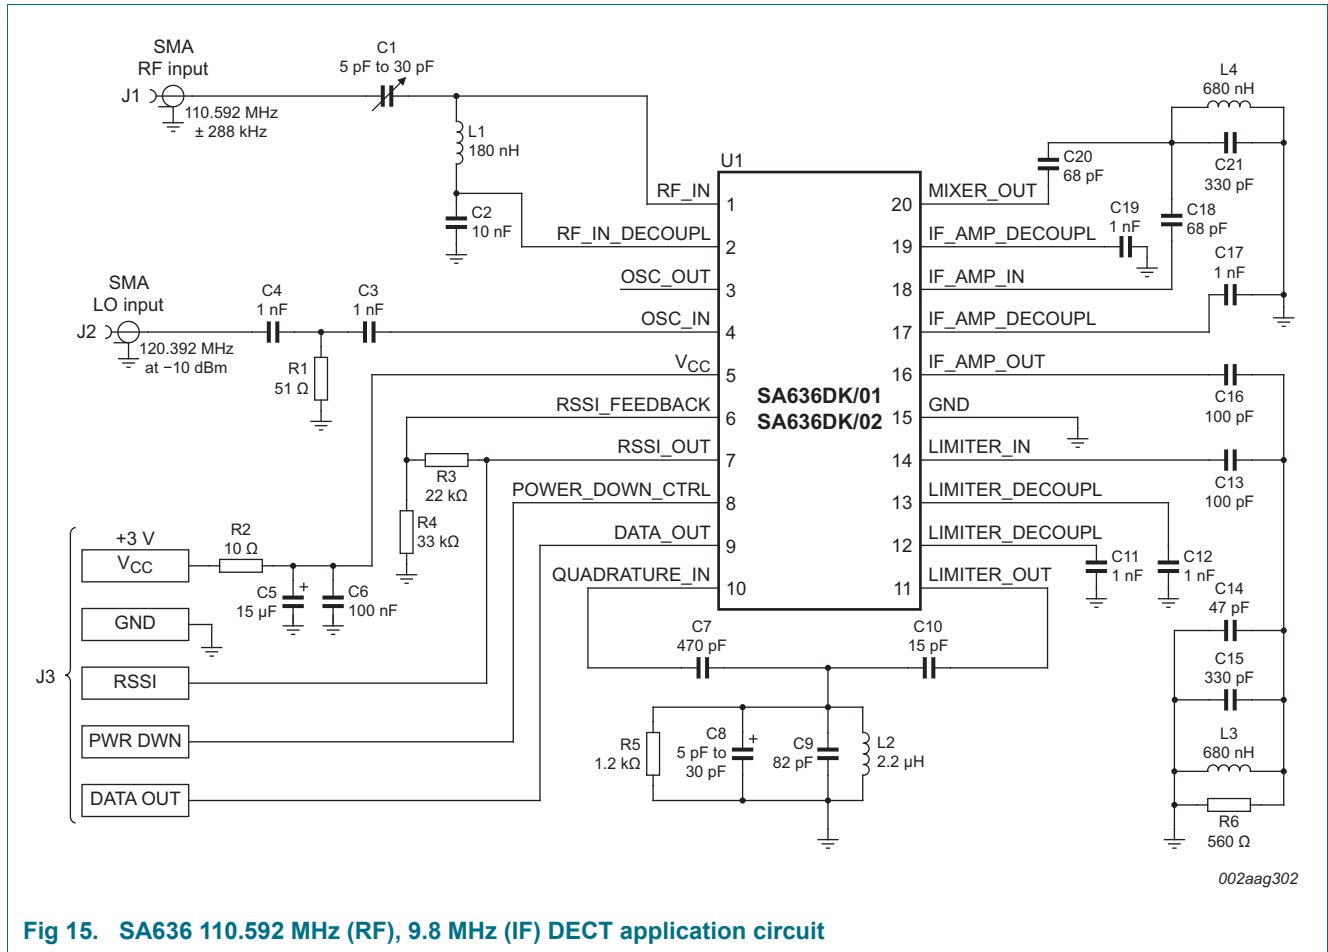 SMA
RF input
J1
110.592 MHz
± 288 kHz
C1
5 pF to 30 pF
L1
180 nH
C2
10 nF
SMA
LO input
J2
120.392 MHz
at −10 dBm
C4
1 nF
C3
1 nF
R1
51 Ω
U1
SA636DK/01
SA636DK/02
RF_IN
1
RF_IN_DECOUPL
2
OSC_OUT
3
OSC_IN
4
VCC
5
RSSI_FEEDBACK
6
RSSI_OUT
7
POWER_DOWN_CTRL
8
DATA_OUT
9
QUADRATURE_IN
10
20
MIXER_OUT
19
IF_AMP_DECOUPL
18
IF_AMP_IN
17
IF_AMP_DECOUPL
16
IF_AMP_OUT
15
GND
14
LIMITER_IN
13
LIMITER_DECOUPL
12
LIMITER_DECOUPL
11
LIMITER_OUT
L4
680 nH
C20
68 pF
C21
330 pF
C19
1 nF
C18
68 pF
C17
1 nF
C16
100 pF
C13
100 pF
C11
1 nF
C12
1 nF
C14
47 pF
C15
330 pF
L3
680 nH
R6
560 Ω
R3
22 kΩ
R4
33 kΩ
J3
+3 V
VCC
R2
10 Ω
C5
+
15 μF
C6
100 nF
GND
RSSI
PWR DWN
DATA OUT
C7
470 pF
C10
15 pF
R5
1.2 kΩ
C8
+
5 pF to
30 pF
C9
82 pF
L2
2.2 μH
002aag302
Fig 15. SA636 110.592 MHz (RF), 9.8 MHz (IF) DECT application circuit